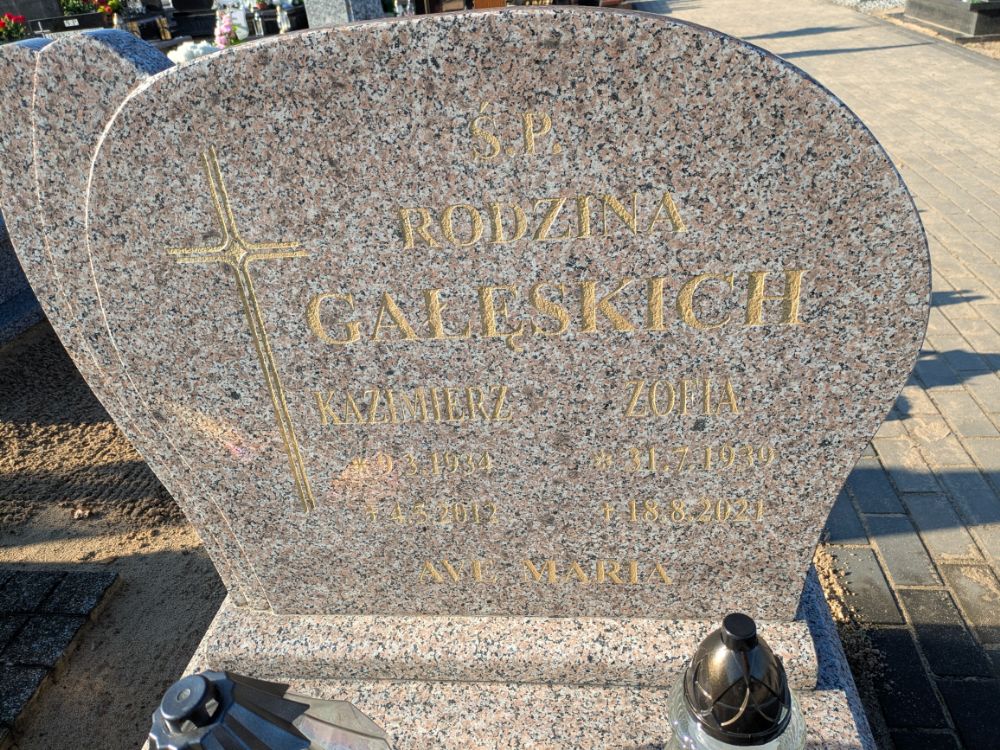 Ś.P.
RODZINA
GAŁĘSKICH
KAZIMIERZ ZOFIA
* 9.3.1934 * 31.7.1939
+ 4.5.2012 + 18.8.2021
AVE MARIA